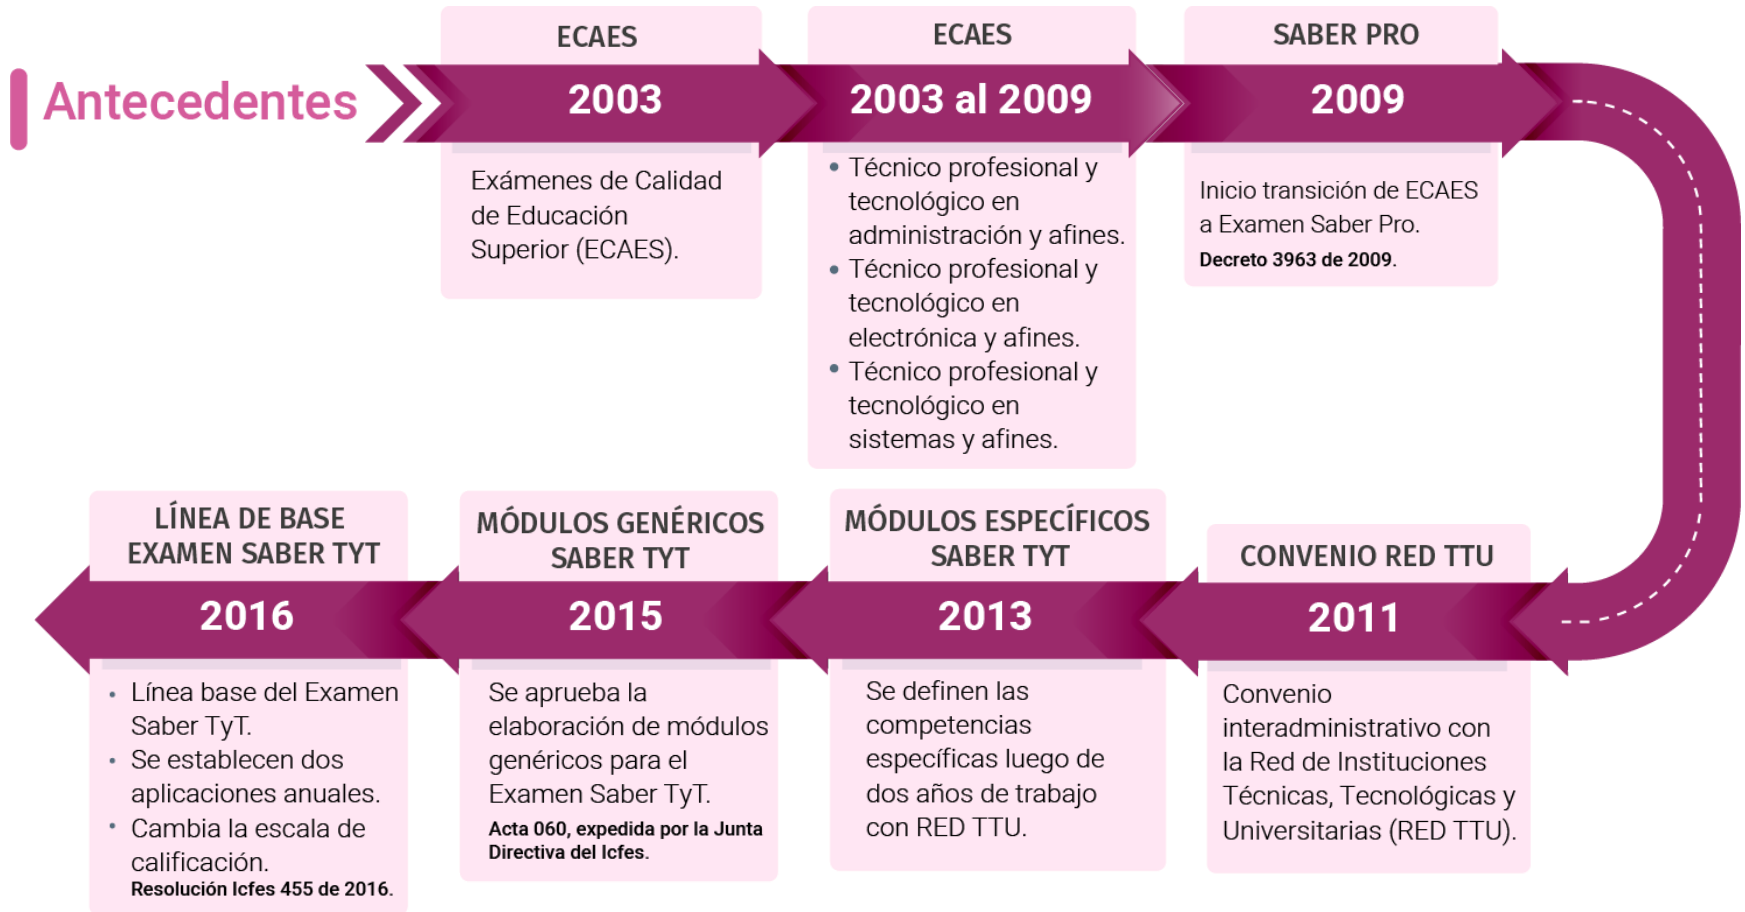 Antecedentes
ECAES
2003
Exámenes de Calidad
de Educación
Superior (ECAES).
ECAES
2003 al 2009
• Técnico profesional y
tecnológico en
administración y afines.
• Técnico profesional y
tecnológico en
electrónica y afines.
• Técnico profesional y
tecnológico en
sistemas y afines.
SABER PRO
2009
Inicio transición de ECAES
a Examen Saber Pro.
Decreto 3963 de 2009.
CONVENIO RED TTU
2011
Convenio
interadministrativo con
la Red de Instituciones
Técnicas, Tecnológicas y
Universitarias (RED TTU).
MÓDULOS ESPECÍFICOS
SABER TYT
2013
Se definen las
competencias
específicas luego de
dos años de trabajo
con RED TTU.
MÓDULOS GENÉRICOS
SABER TYT
2015
Se aprueba la
elaboración de módulos
genéricos para el
Examen Saber TyT.
Acta 060, expedida por la Junta
Directiva del Icfes.
LÍNEA DE BASE
EXAMEN SABER TYT
2016
• Línea base del Examen
Saber TyT.
• Se establecen dos
aplicaciones anuales.
• Cambia la escala de
calificación.
Resolución Icfes 455 de 2016.